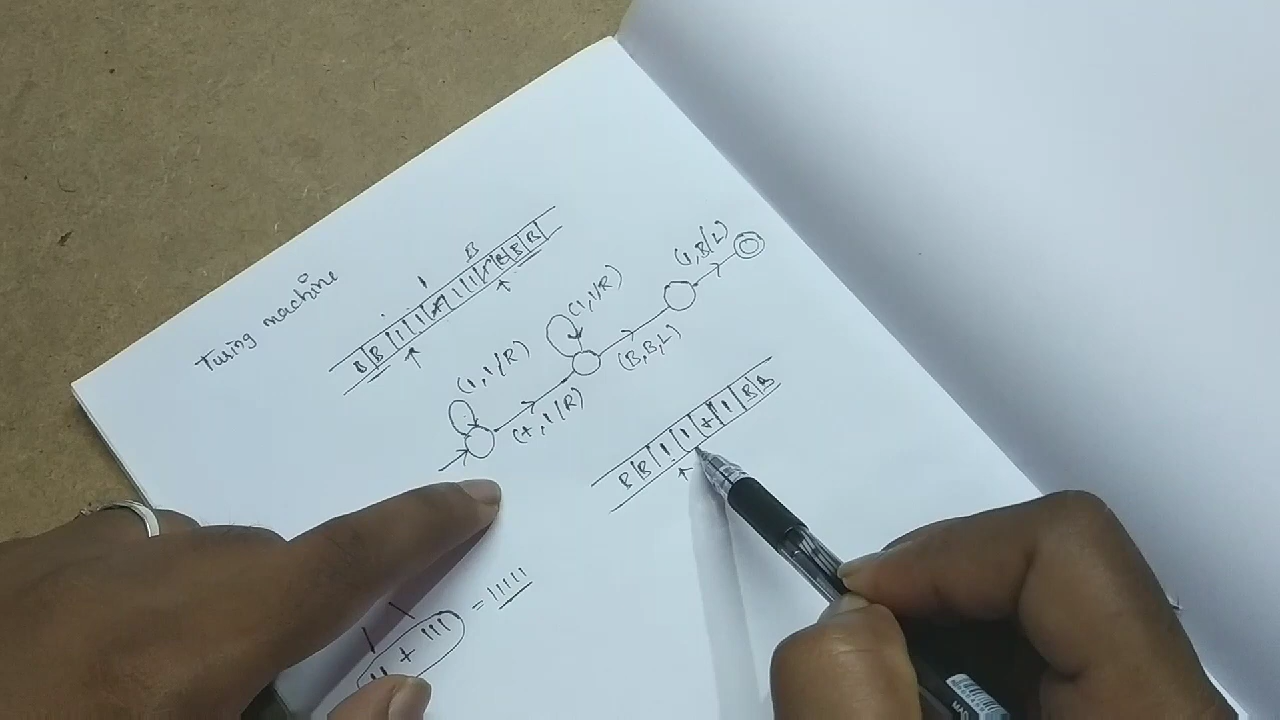 Turing machine
1 B
B B 1 1 + 1 1 1 B B B
(1,1/R)
(1,1/R)
(1,B/L)
(+,1/R)
(B,B,L)
B B 1 1 + 1 B B
11 + 111 = 11111